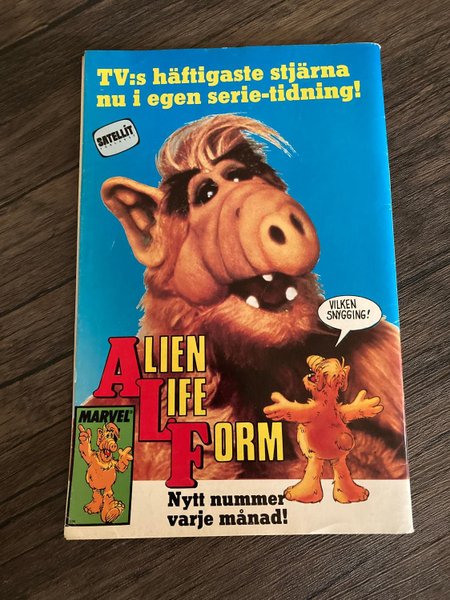 TV:s häftigaste stjärna
nu i egen serie-tidning!
SATELLIT
VILKEN
SNYGGING!
ALIEN
LIFE
FORM
MARVEL
Nytt nummer
varje månad!